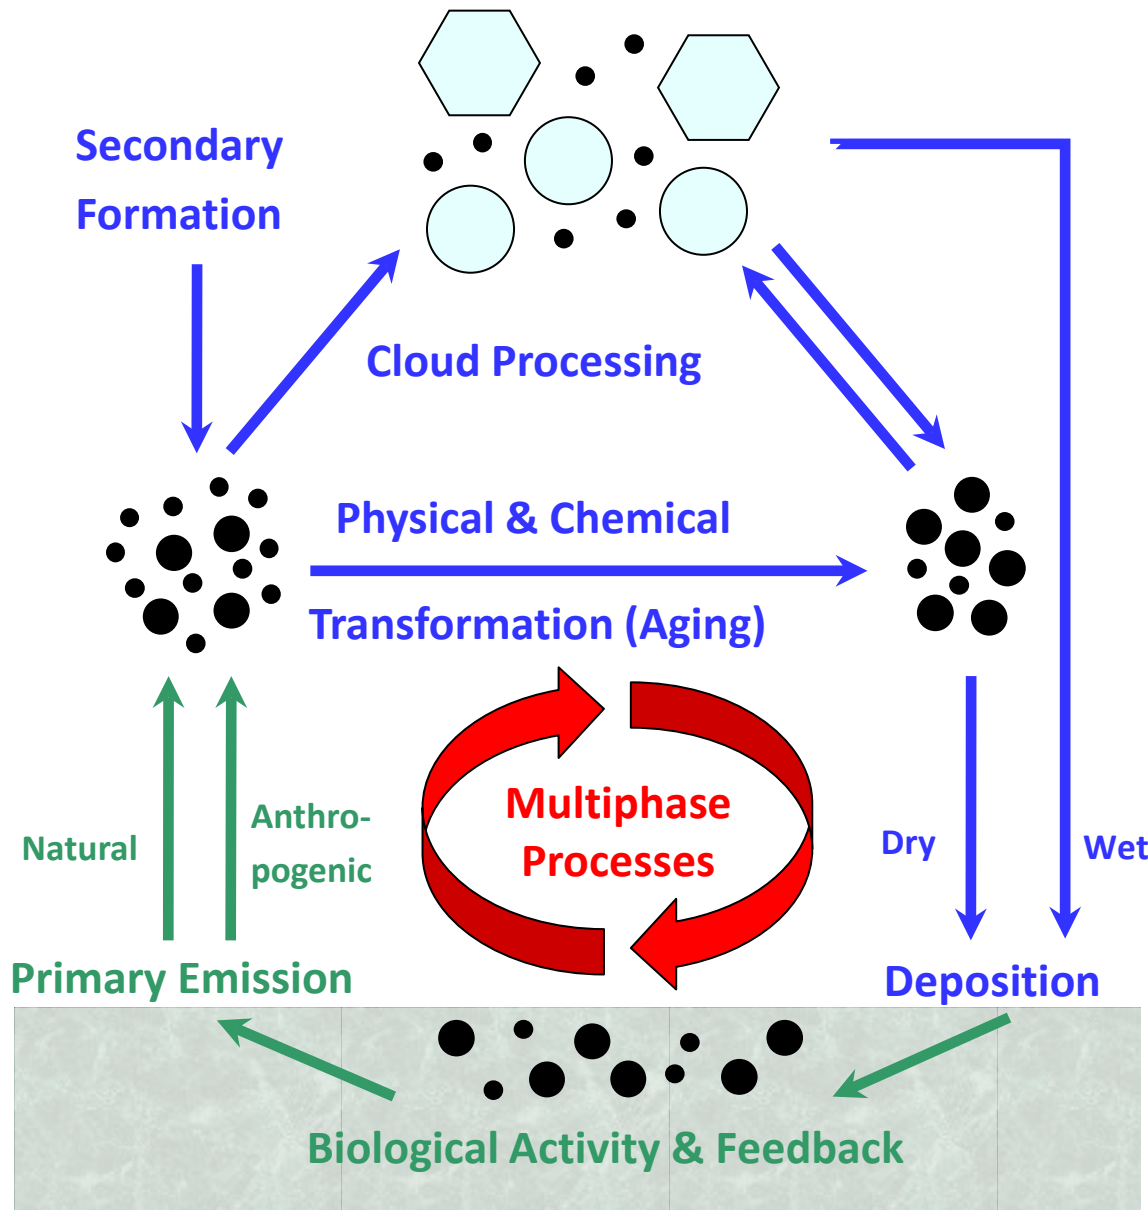 Secondary
Formation
Cloud Processing
Physical & Chemical
Transformation (Aging)
Multiphase
Processes
Natural
Anthro-
pogenic
Dry
Wet
Primary Emission
Deposition
Biological Activity & Feedback